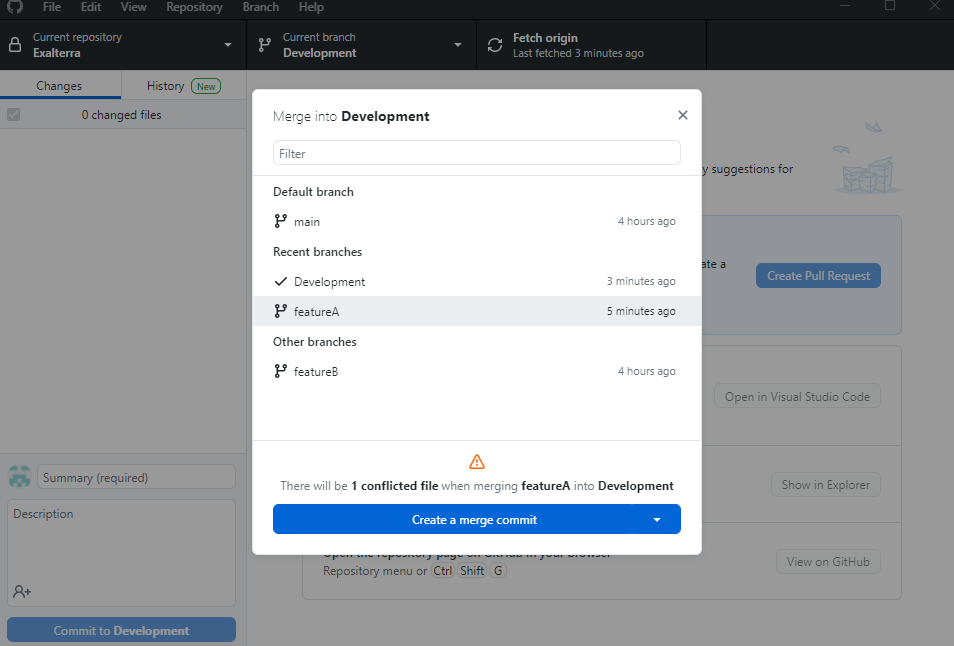 File Edit View Repository Branch Help
Current repository
Exalterra
Current branch
Development
Fetch origin
Last fetched 3 minutes ago
Changes
History New
0 changed files
Merge into Development
Filter
Default branch
main 4 hours ago
Recent branches
Development 3 minutes ago
featureA 5 minutes ago
Other branches
featureB 4 hours ago
There will be 1 conflicted file when merging featureA into Development
Create a merge commit
y suggestions for
ate a
Create Pull Request
Open in Visual Studio Code
Show in Explorer
Open the repository page on GitHub in your browser
Repository menu or Ctrl Shift G
View on GitHub
Summary (required)
Description
Commit to Development